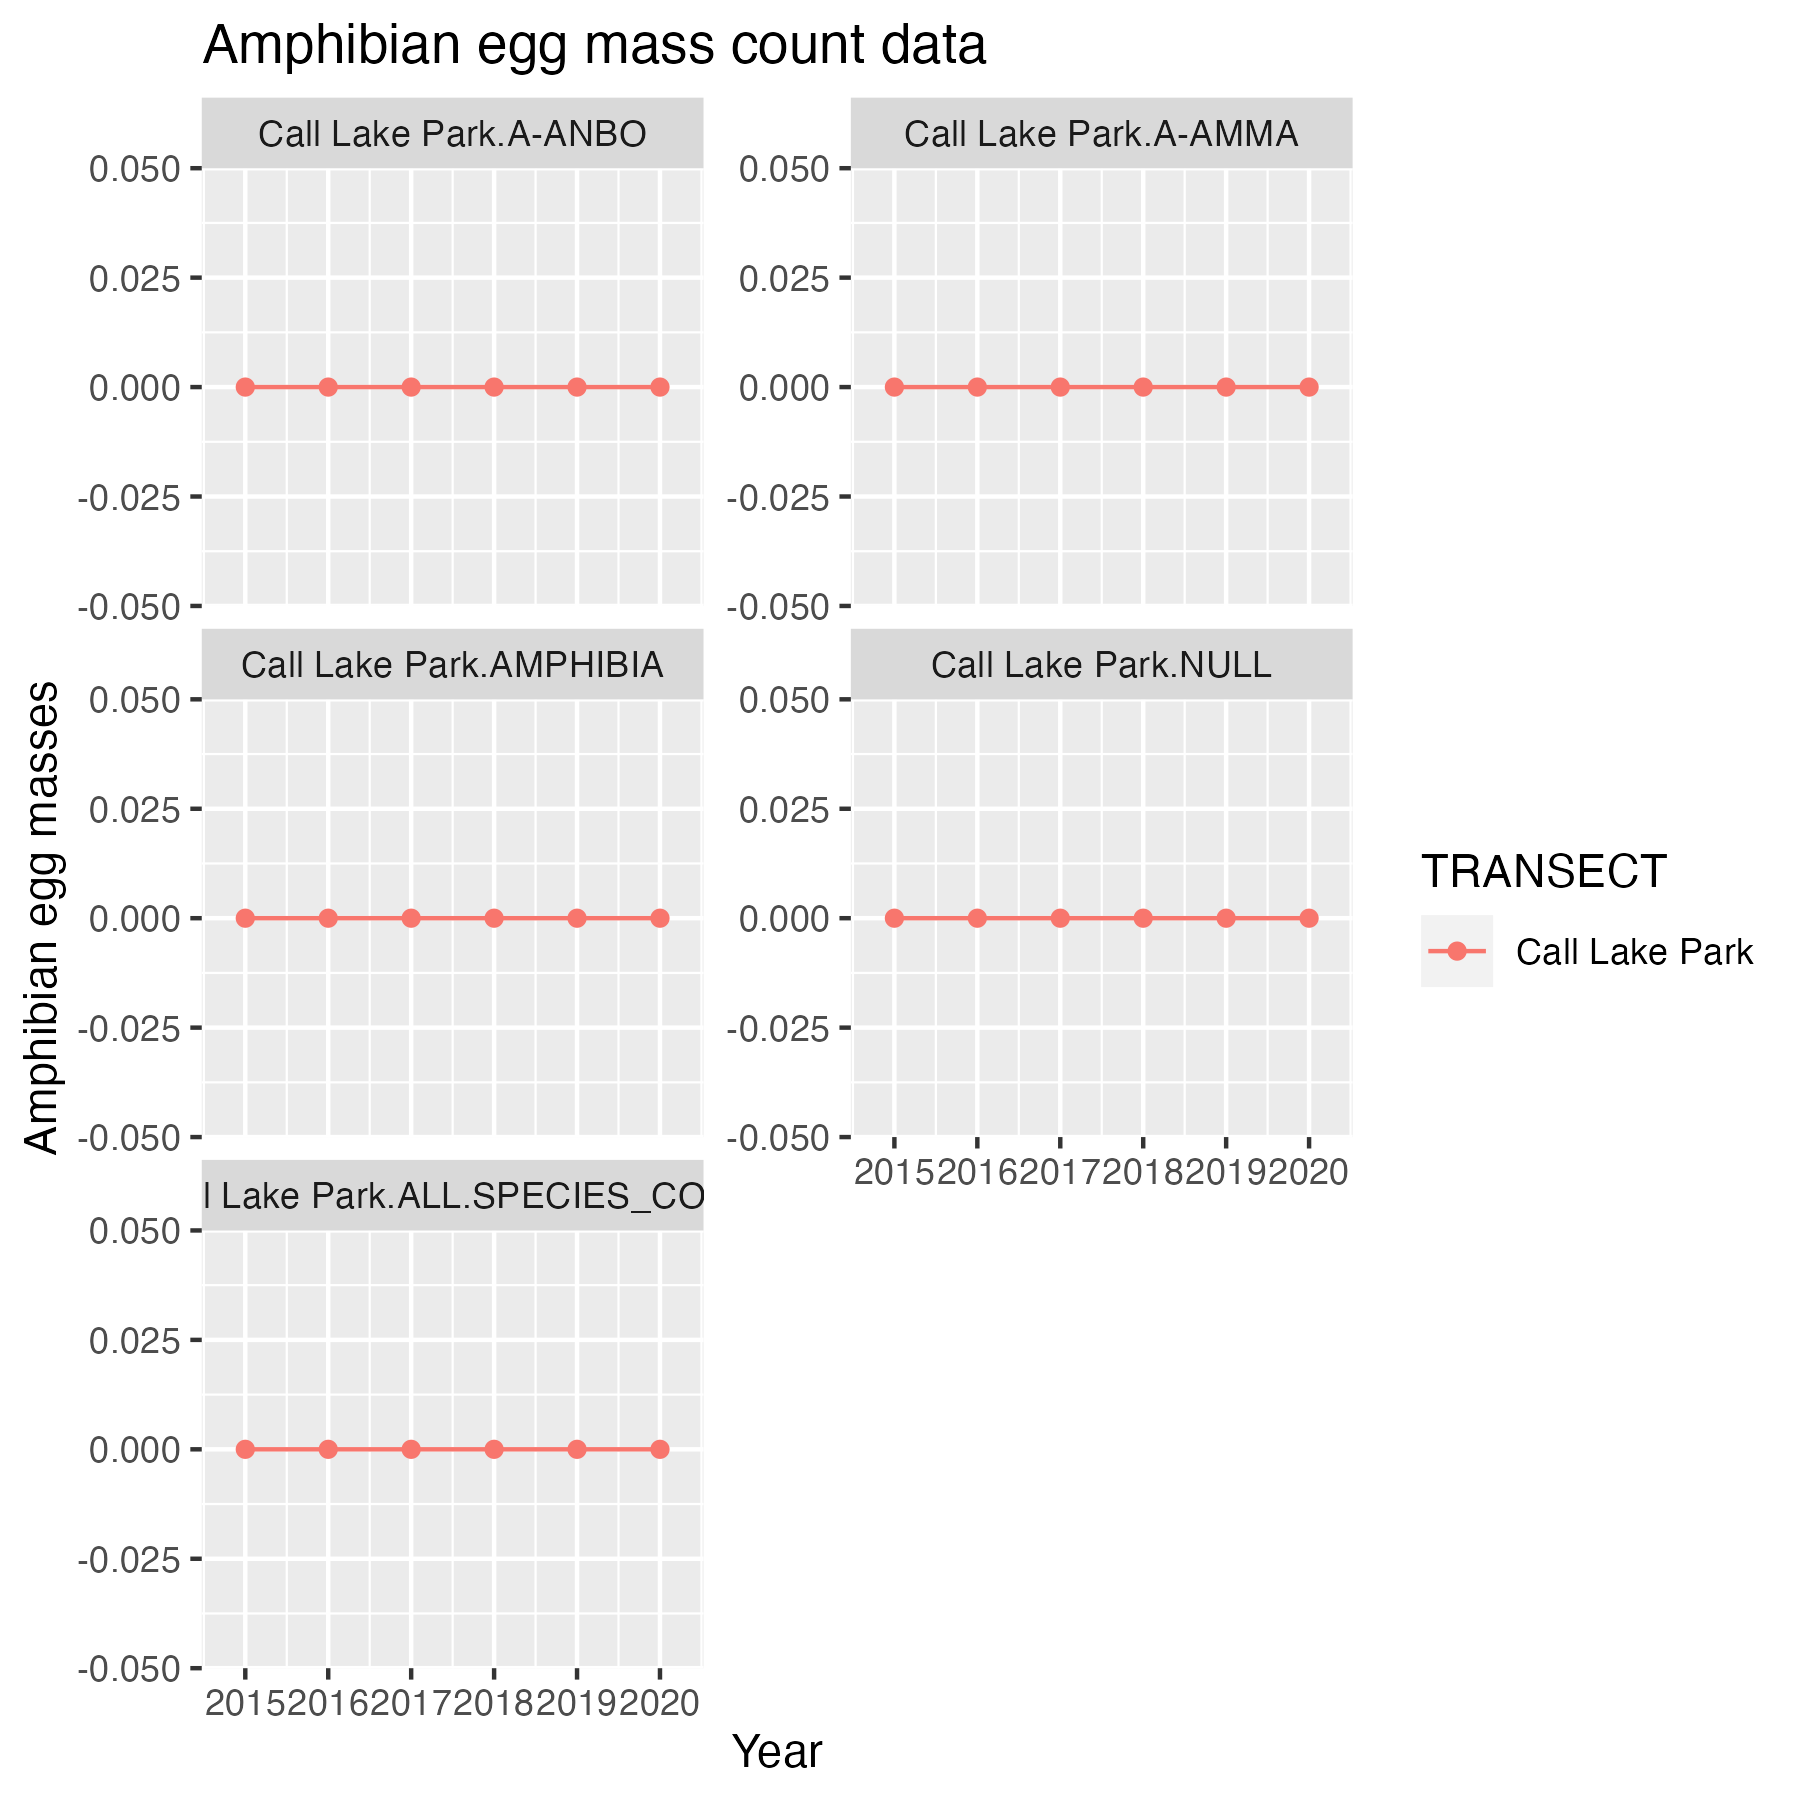 Amphibian egg mass count data
Call Lake Park.A-ANBO
Call Lake Park.A-AMMA
0.050
0.025
0.000
-0.025
-0.050
0.050
0.025
0.000
-0.025
-0.050
Call Lake Park.AMPHIBIA
Call Lake Park.NULL
0.050
0.025
0.000
-0.025
-0.050
0.050
0.025
0.000
-0.025
-0.050
2015 2016 2017 2018 2019 2020
l Lake Park.ALL.SPECIES_CO
0.050
0.025
0.000
-0.025
-0.050
2015 2016 2017 2018 2019 2020
Year
Amphibian egg masses
TRANSECT
Call Lake Park